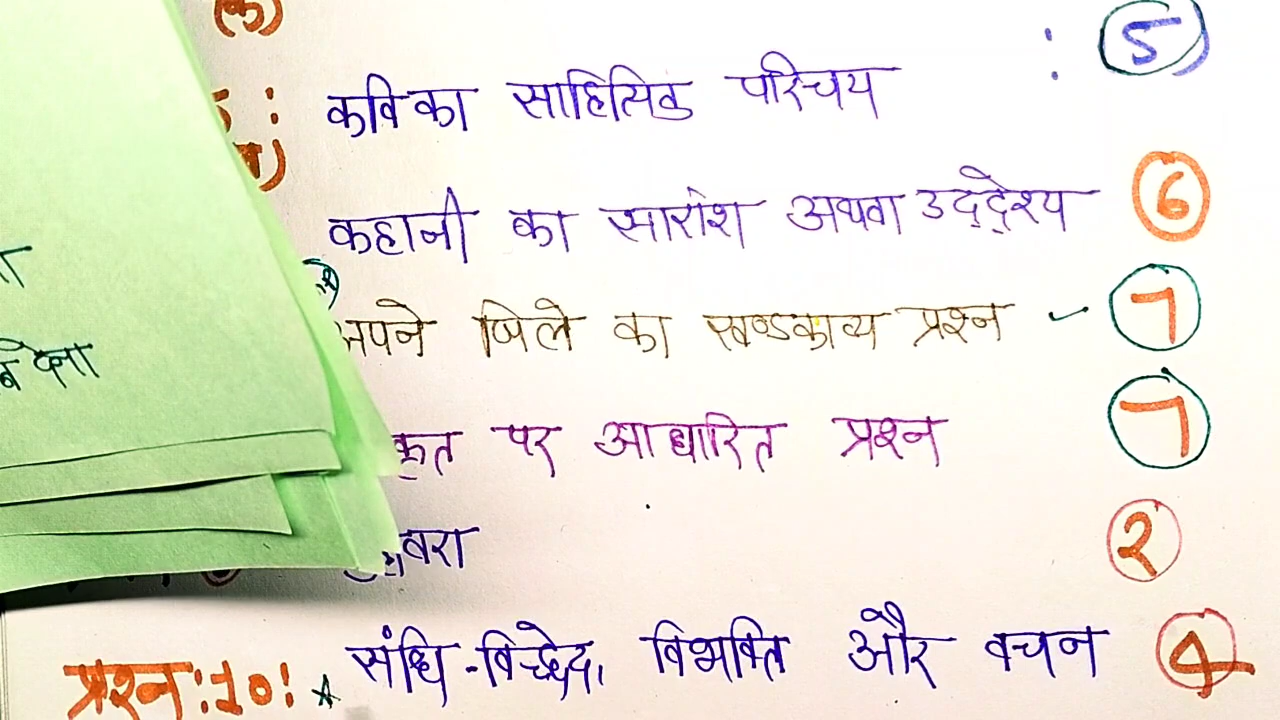 (क)
: कवि का साहित्यिक परिचय : 5
कहानी का सारांश अथवा उद्देश्य 6
अपने जिले का खण्डकाव्य प्रश्न - 7
कृत पर आधारित प्रश्न 7
वरा 2
प्रश्न:10: संधि-विच्छेद, विभक्ति और वचन 4
देना